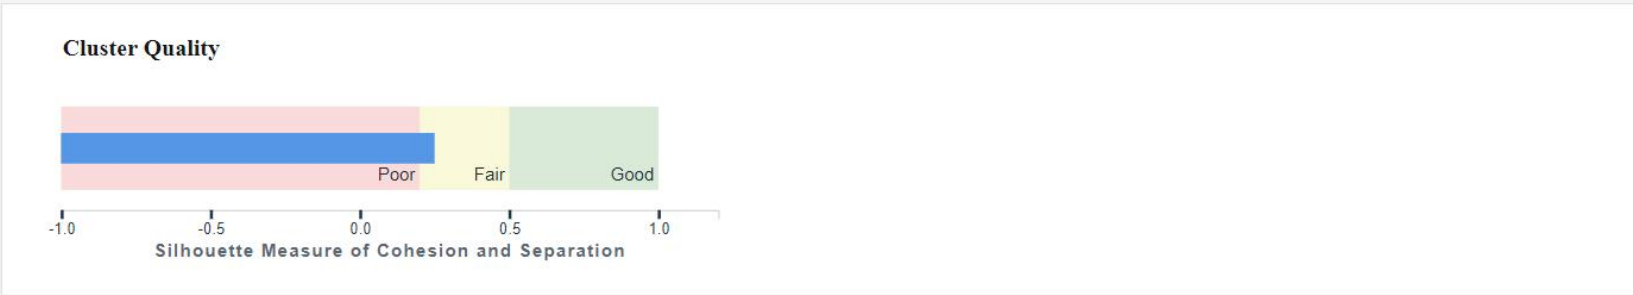 Cluster Quality
Poor Fair Good
-1.0 -0.5 0.0 0.5 1.0
Silhouette Measure of Cohesion and Separation